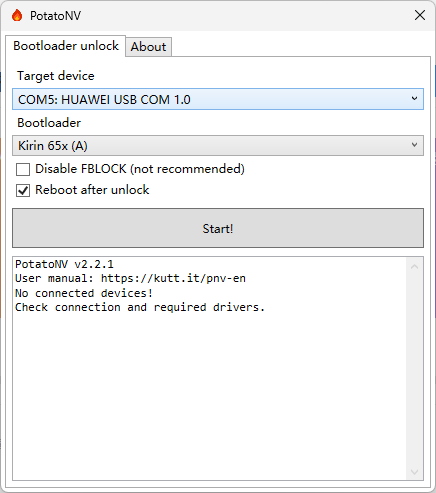 PotatoNV
Bootloader unlock
About
Target device
COM5: HUAWEI USB COM 1.0
Bootloader
Kirin 65x (A)
Disable FBLOCK (not recommended)
Reboot after unlock
Start!
PotatoNV v2.2.1
User manual: https://kutt.it/pnv-en
No connected devices!
Check connection and required drivers.